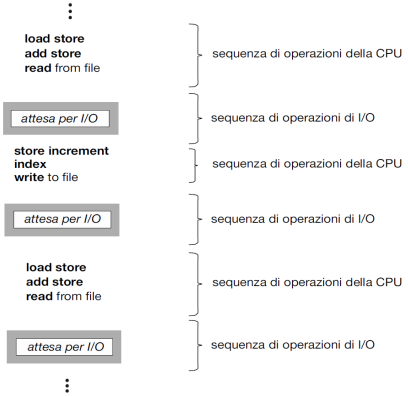 load store
add store
read from file
sequenza di operazioni della CPU
attesa per I/O
sequenza di operazioni di I/O
store increment
index
write to file
sequenza di operazioni della CPU
attesa per I/O
sequenza di operazioni di I/O
load store
add store
read from file
sequenza di operazioni della CPU
attesa per I/O
sequenza di operazioni di I/O